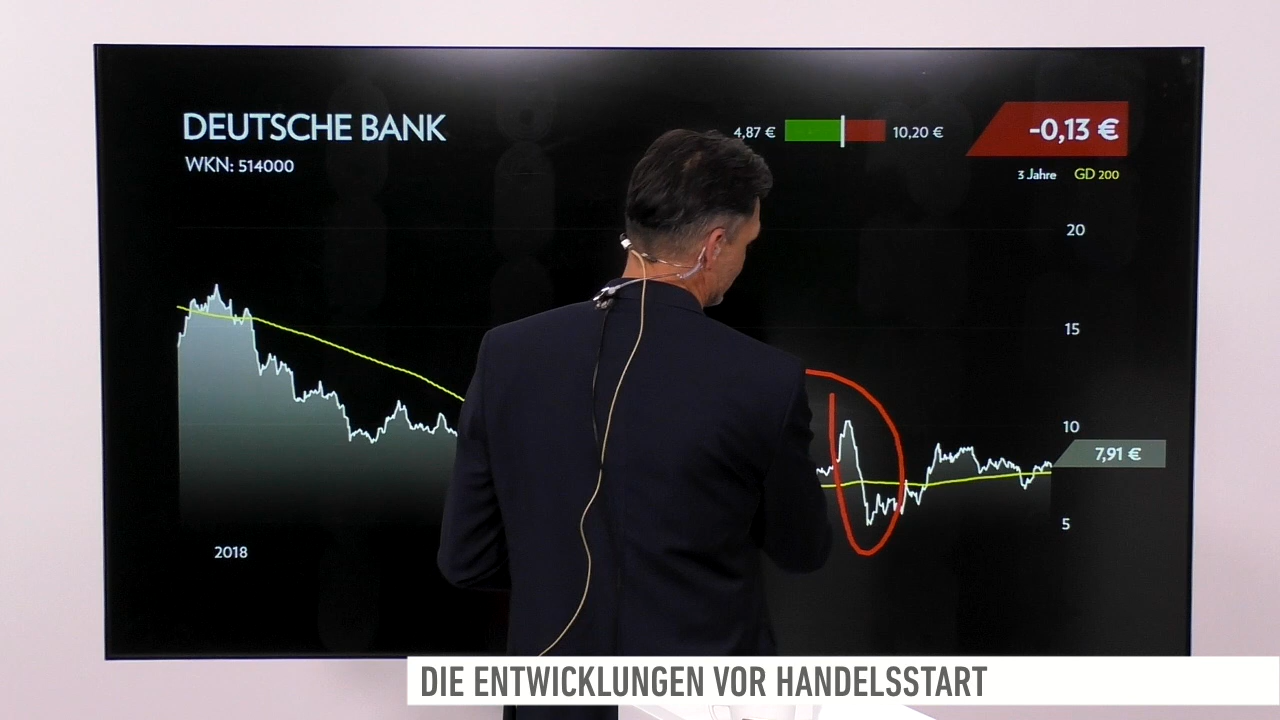 DEUTSCHE BANK
WKN: 514000
4,87 €
10,20 €
-0,13 €
3 Jahre
GD 200
20
15
10
7,91 €
5
2018
DIE ENTWICKLUNGEN VOR HANDELSSTART